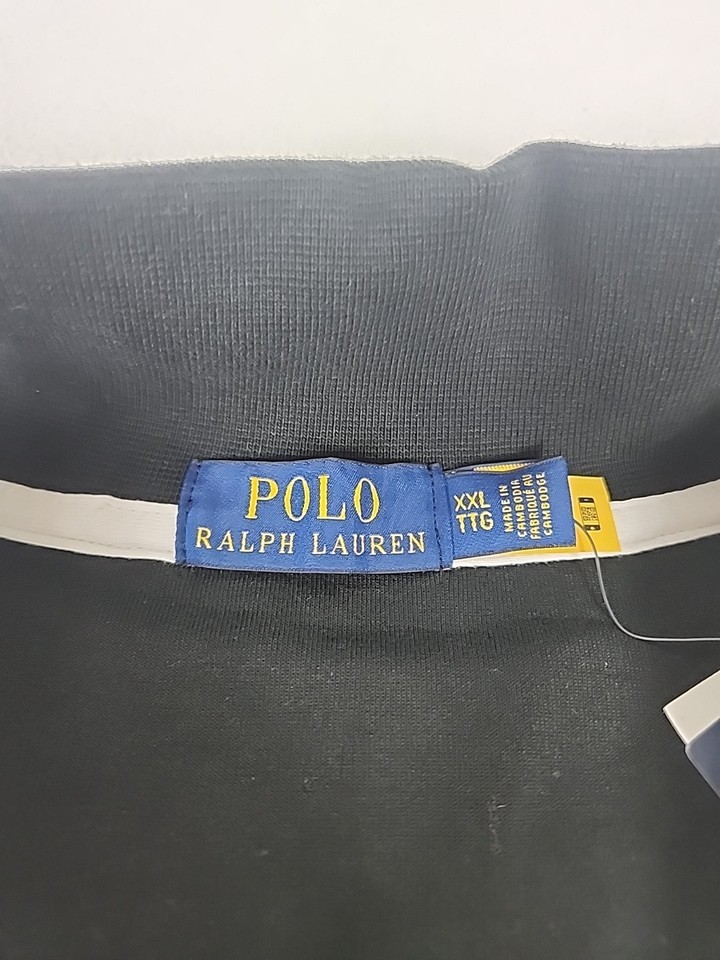 POLO
RALPH LAUREN
XXL
TTG
MADE IN
CAMBODIA
FABRIQUÉ AU
CAMBODGE